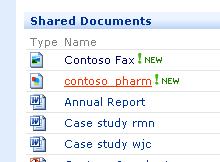 Shared Documents
Type Name
Contoso Fax ! NEW
contoso_pharm ! NEW
Annual Report
Case study rmn
Case study wjc